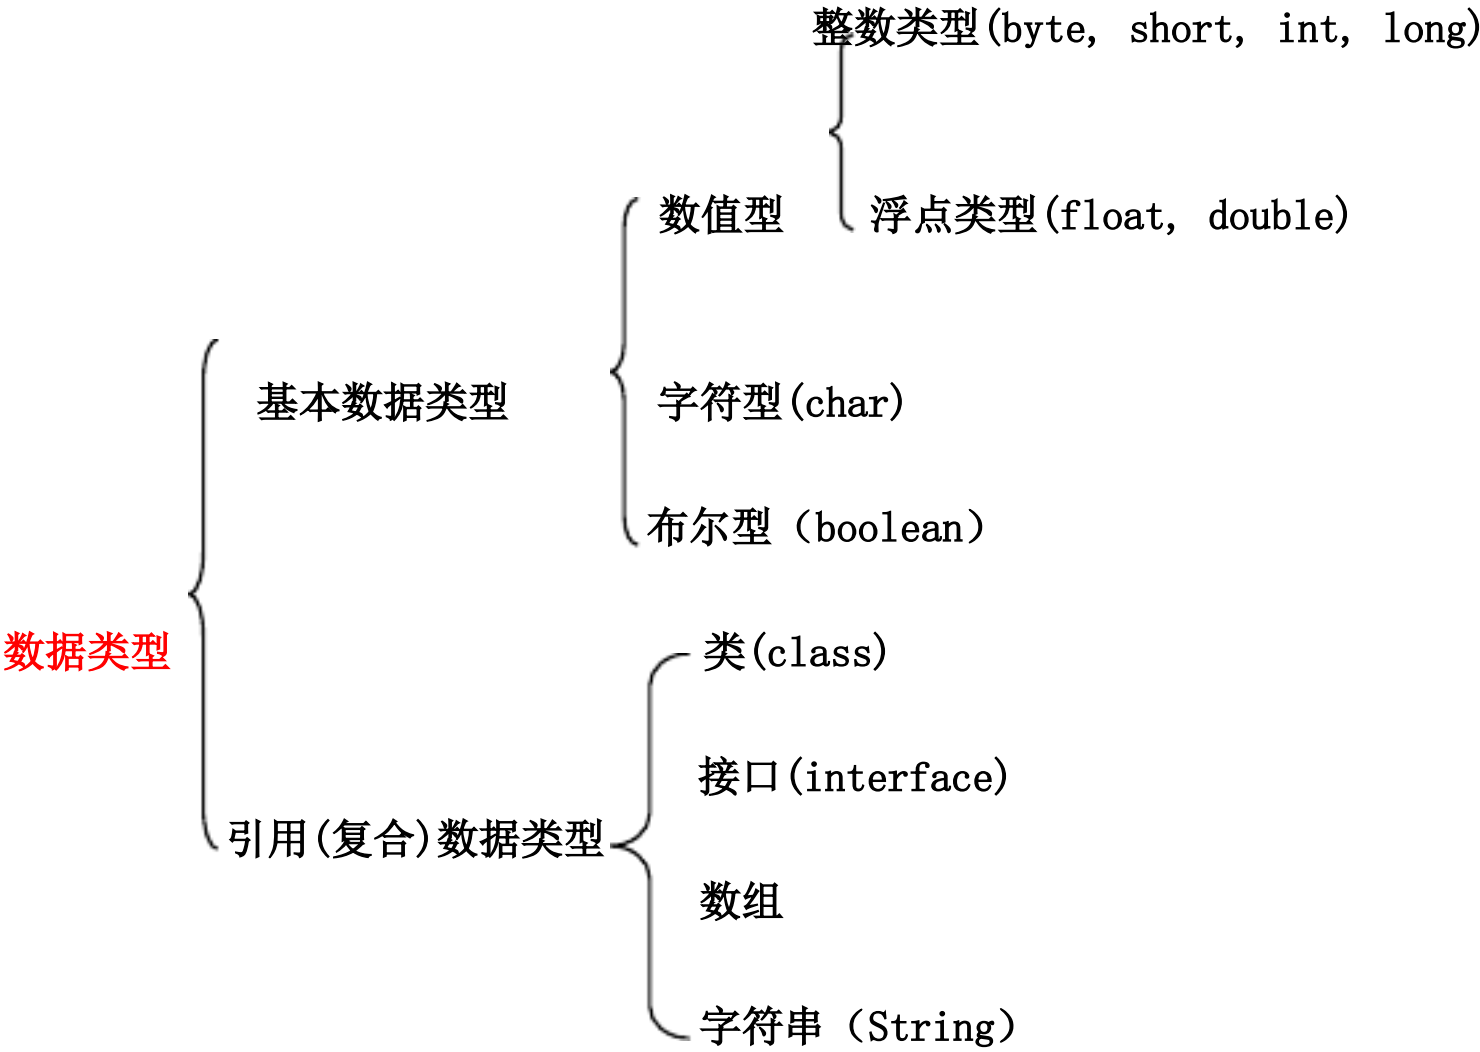 整数类型(byte, short, int, long)
数值型 浮点类型(float, double)
基本数据类型 字符型(char)
布尔型（boolean）
数据类型 类(class)
接口(interface)
引用(复合)数据类型
数组
字符串（String）